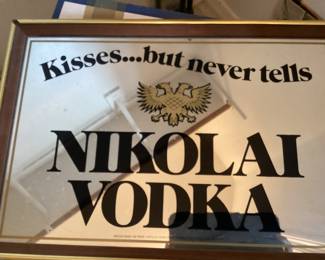 Kisses...but never tells
NIKOLAI
VODKA